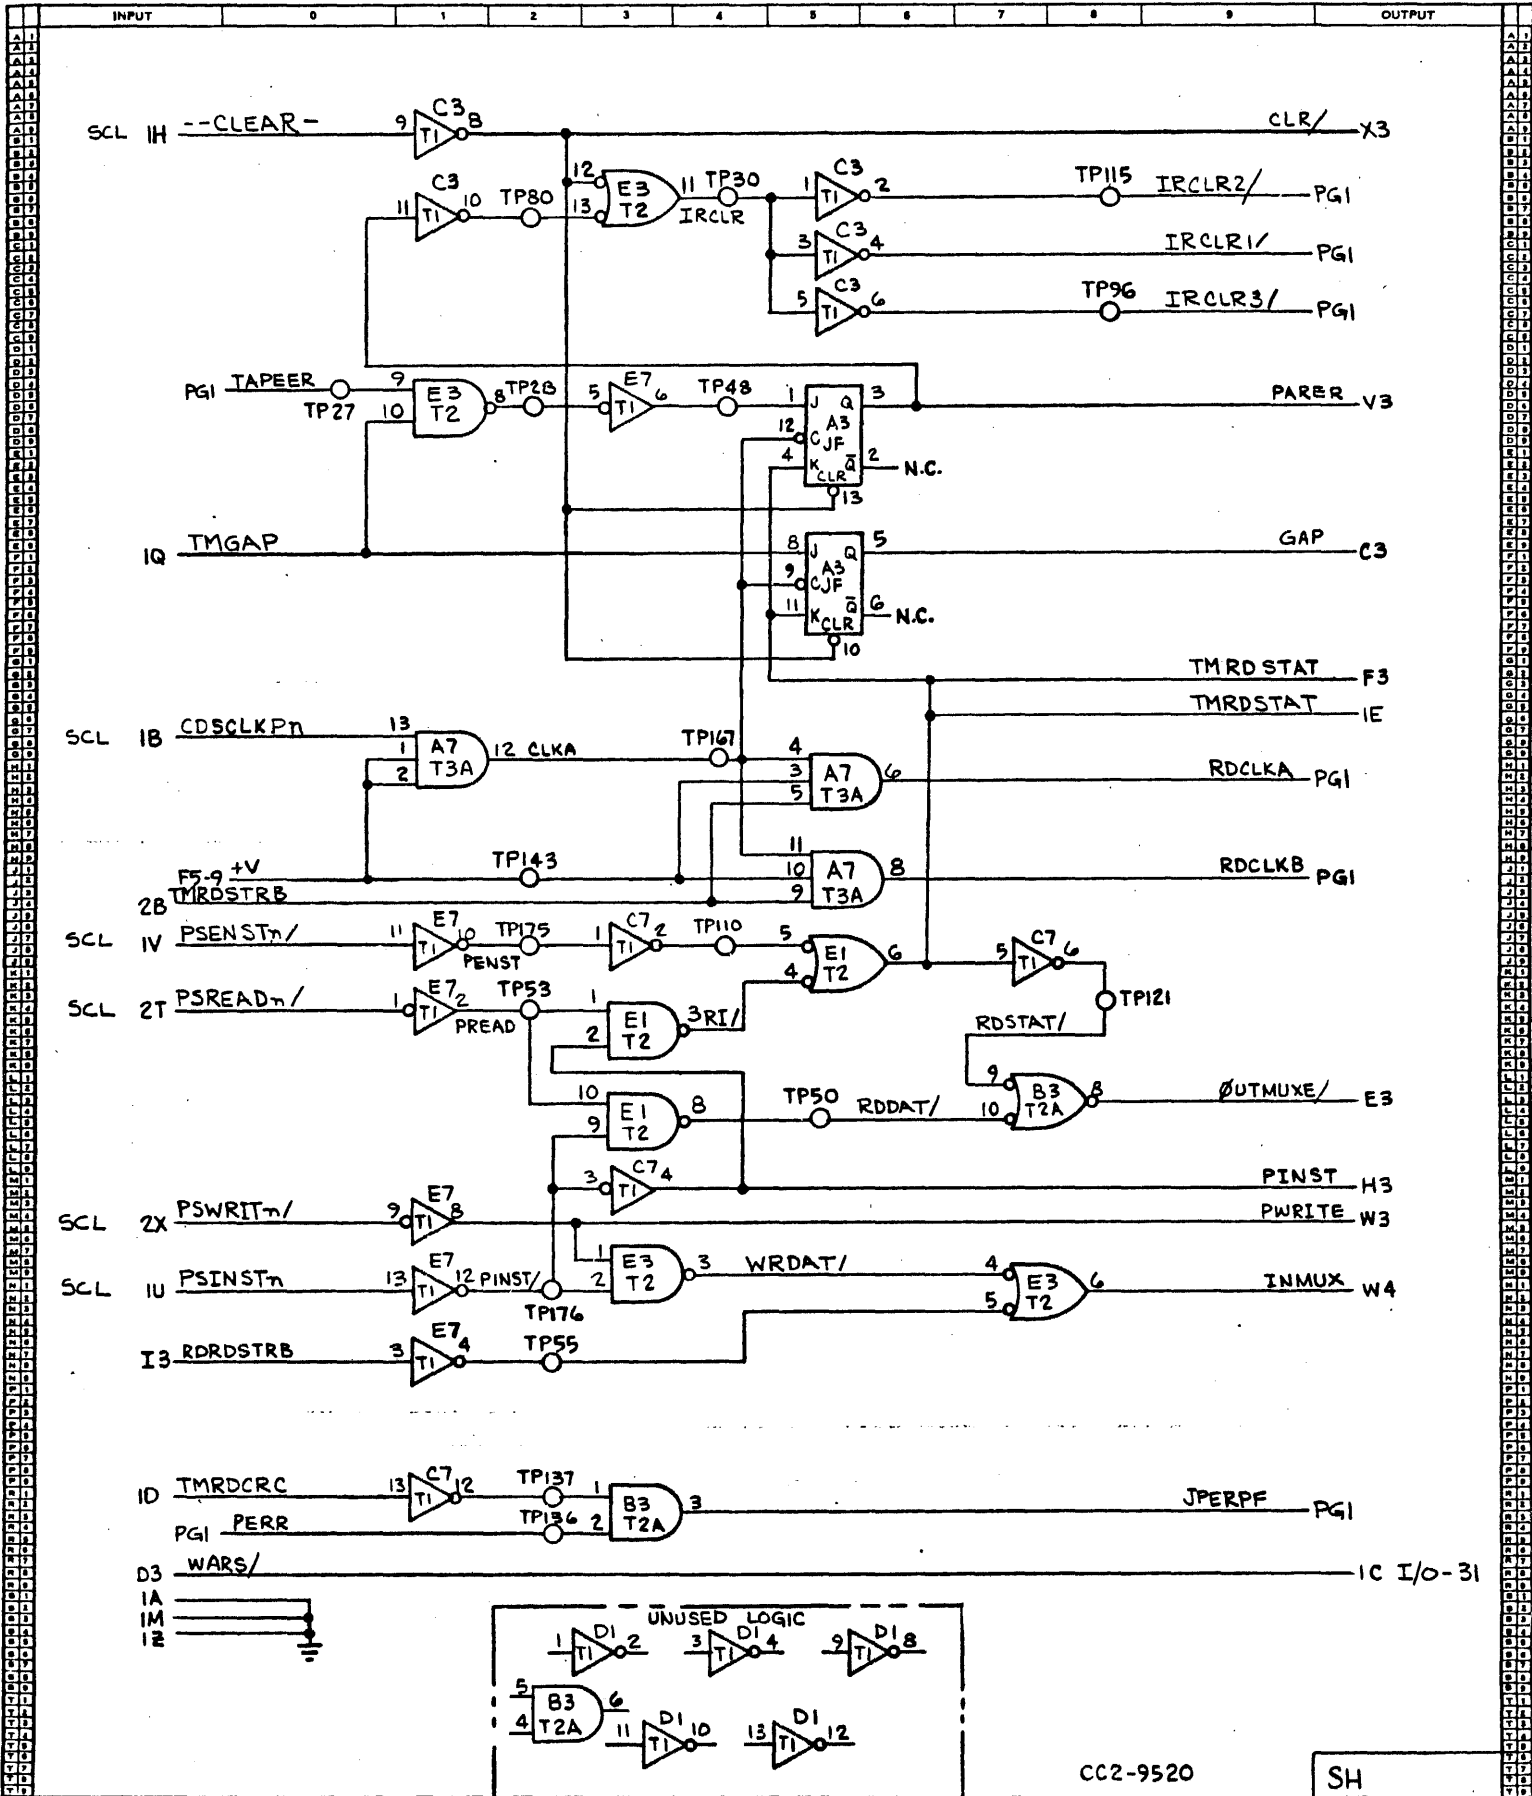 INPUT 0 1 2 3 4 5 6 7 8 9 OUTPUT
SCL 1H --CLEAR- 9 C3 T1 8 CLR/ X3
11 C3 T1 10 TP80 12 13 E3 T2 11 TP30 IRCLR 1 C3 T1 2 TP115 IRCLR2/ PG1
3 C3 T1 4 IRCLR1/ PG1
5 C3 T1 6 TP96 IRCLR3/ PG1
PG1 TAPEER TP27 9 10 E3 T2 8 TP28 5 E7 T1 6 TP48 1 J Q 3 PARER V3
12 C A3 JF
4 K Q̅ 2 N.C.
CLR 13
1Q TMGAP 8 J Q 5 GAP C3
9 C A3 JF
11 K Q̅ 6 N.C.
CLR 10
TMRDSTAT F3
TMRDSTAT 1E
SCL 1B CDSCLKPn 13 1 2 A7 T3A 12 CLKA TP167 4 3 5 A7 T3A 6 RDCLKA PG1
F5-9 +V TP143 11 10 9 A7 T3A 8 RDCLKB PG1
2B TMRDSTRB
SCL 1V PSENSTn/ 11 E7 T1 10 PENST TP175 1 C7 T1 2 TP110 5 4 E1 T2 6 5 C7 T1 6 TP121
SCL 2T PSREADn/ 1 E7 T1 2 PREAD TP53 1 2 E1 T2 3 RI/ RDSTAT/
10 9 E1 T2 8 TP50 RDDAT/ 9 10 B3 T2A 8 ØUTMUXE/ E3
3 C7 T1 4 PINST H3
SCL 2X PSWRITn/ 9 E7 T1 8 PWRITE W3
SCL 1U PSINSTn 13 E7 T1 12 PINST/ TP176 1 2 E3 T2 3 WRDAT/ 4 5 E3 T2 6 INMUX W4
I3 RDRDSTRB 3 E7 T1 4 TP55
1D TMRDCRC 13 C7 T1 12 TP137 1 2 B3 T2A 3 JPERPF PG1
PG1 PERR TP136
D3 WARS/ 1C I/O-31
1A
1M
1Z
UNUSED LOGIC
1 D1 T1 2 3 D1 T1 4 9 D1 T1 8
5 4 B3 T2A 6 11 D1 T1 10 13 D1 T1 12
CC2-9520
SH